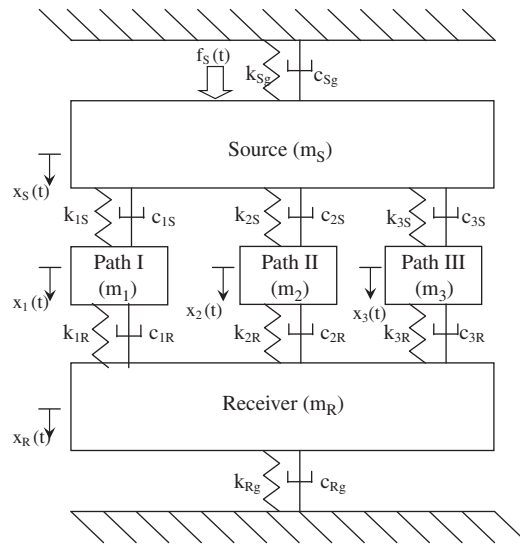 f_S(t)
k_Sg
c_Sg
Source (m_S)
x_S(t)
k_1S
c_1S
k_2S
c_2S
k_3S
c_3S
Path I
(m_1)
Path II
(m_2)
Path III
(m_3)
x_1(t)
x_2(t)
x_3(t)
k_1R
c_1R
k_2R
c_2R
k_3R
c_3R
Receiver (m_R)
x_R(t)
k_Rg
c_Rg